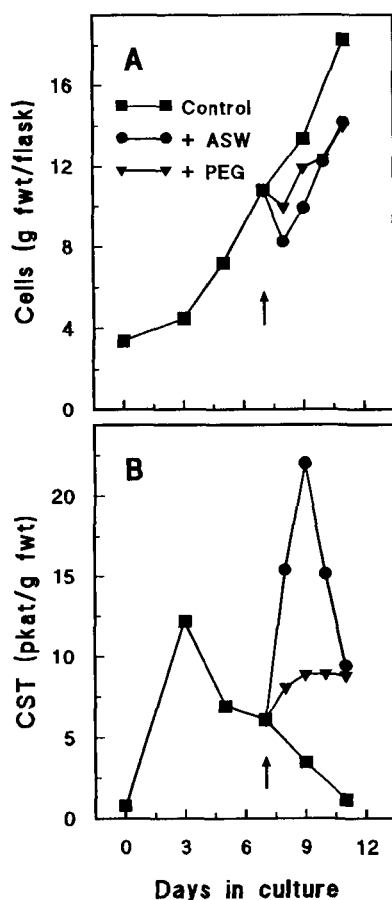 A
Control
+ ASW
+ PEG
Cells (g fwt/flask)
16
12
8
4
0
B
CST (pkat/g fwt)
20
15
10
5
0
0 3 6 9 12
Days in culture